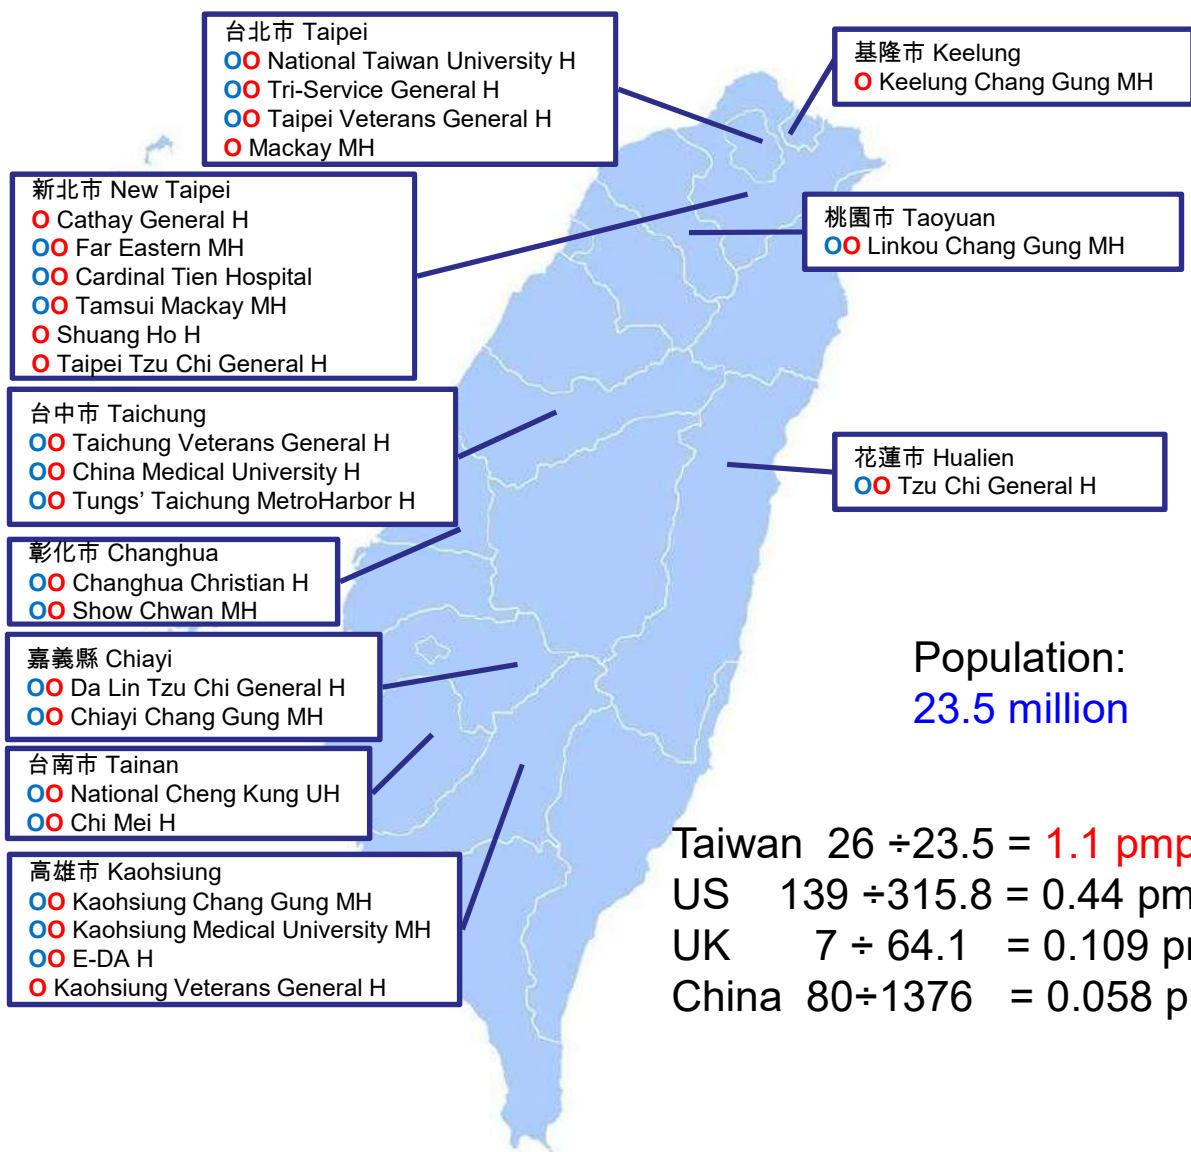 台北市 Taipei
OO National Taiwan University H
OO Tri-Service General H
OO Taipei Veterans General H
O Mackay MH
基隆市 Keelung
O Keelung Chang Gung MH
新北市 New Taipei
O Cathay General H
OO Far Eastern MH
OO Cardinal Tien Hospital
OO Tamsui Mackay MH
O Shuang Ho H
O Taipei Tzu Chi General H
桃園市 Taoyuan
OO Linkou Chang Gung MH
台中市 Taichung
OO Taichung Veterans General H
OO China Medical University H
OO Tungs’ Taichung MetroHarbor H
花蓮市 Hualien
OO Tzu Chi General H
彰化市 Changhua
OO Changhua Christian H
OO Show Chwan MH
嘉義縣 Chiayi
OO Da Lin Tzu Chi General H
OO Chiayi Chang Gung MH
台南市 Tainan
OO National Cheng Kung UH
OO Chi Mei H
高雄市 Kaohsiung
OO Kaohsiung Chang Gung MH
OO Kaohsiung Medical University MH
OO E-DA H
O Kaohsiung Veterans General H
Population:
23.5 million
Taiwan 26 ÷23.5 = 1.1 pmp
US 139 ÷315.8 = 0.44 pm
UK 7 ÷ 64.1 = 0.109 p
China 80÷1376 = 0.058 p